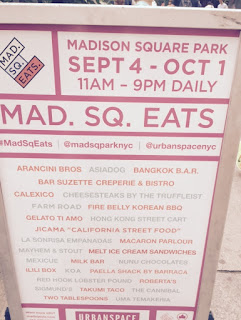 MAD.
SQ.
EATS.
MADISON SQUARE PARK
SEPT 4 - OCT 1
11AM – 9PM DAILY
MAD. SQ. EATS
#MadSqEats | @madsqparknyc | @urbanspacenyc
ARANCINI BROS ASIADOG BANGKOK B.A.R.
BAR SUZETTE CREPERIE & BISTRO
CALEXICO CHEESESTEAKS BY THE TRUFFLEIST
FARM ROAD FIRE BELLY KOREAN BBQ
GELATO TI AMO HONG KONG STREET CART
JICAMA "CALIFORNIA STREET FOOD"
LA SONRISA EMPANADAS MACARON PARLOUR
MAYHEM & STOUT MELT ICE CREAM SANDWICHES
MEXICUE MILK BAR NUNU CHOCOLATES
ILILI BOX KOA PAELLA SHACK BY BARRACA
RED HOOK LOBSTER POUND ROBERTA'S
SIGMUND'S TAKUMI TACO THE CANNIBAL
TWO TABLESPOONS UMA TEMAKERIA
URBANSPACE